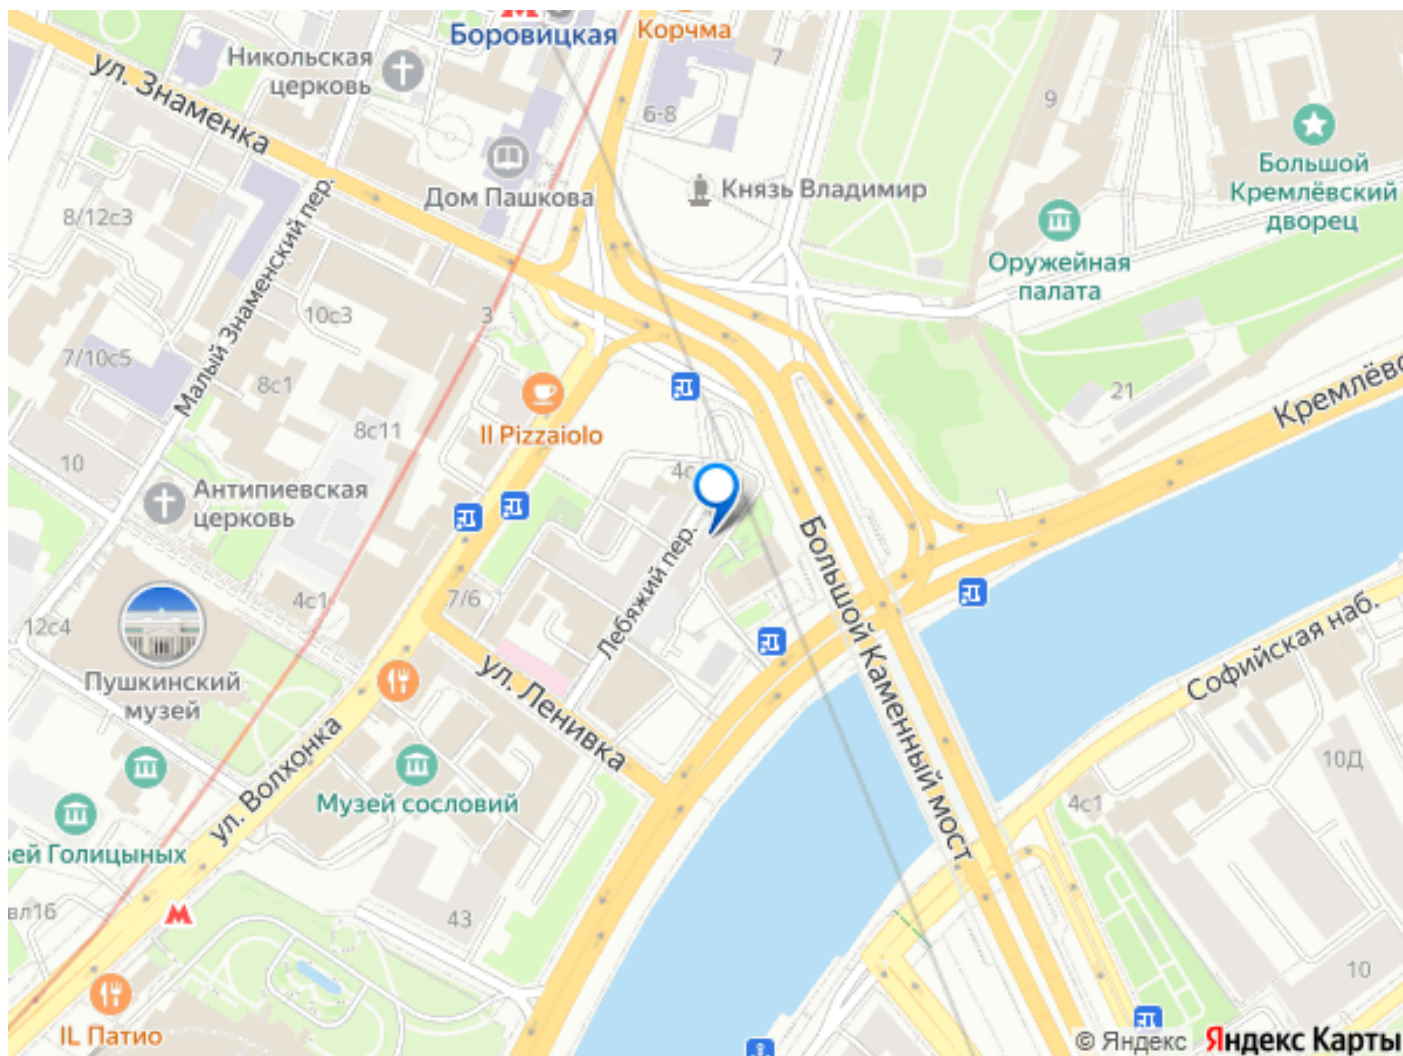 Боровицкая
Корчма
Никольская
церковь
ул. Знаменка
7
6-8
9
Дом Пашкова
Князь Владимир
Большой
Кремлёвский
дворец
Оружейная
палата
8/12с3
Малый Знаменский пер.
10с3
3
7/10с5
8с1
8с11
Il Pizzaiolo
21
10
4с
Антипиевская
церковь
Лебяжий пер.
Большой Каменный мост
4с1
7/6
12с4
Пушкинский
музей
ул. Ленивка
Софийская наб.
ул. Волхонка
Музей сословий
10Д
4с1
Голицыных
вл16
43
10
IL Патио
© Яндекс
Яндекс Карты